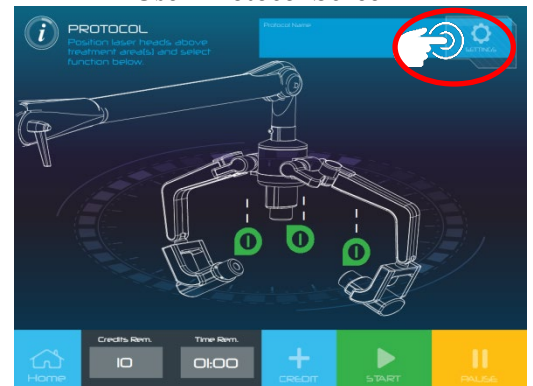 i
PROTOCOL
Position laser heads above
treatment area(s) and select
function below.
Protocol Name
SETTINGS
Credits Rem.
Time Rem.
10
01:00
Home
CREDIT
START
PAUSE